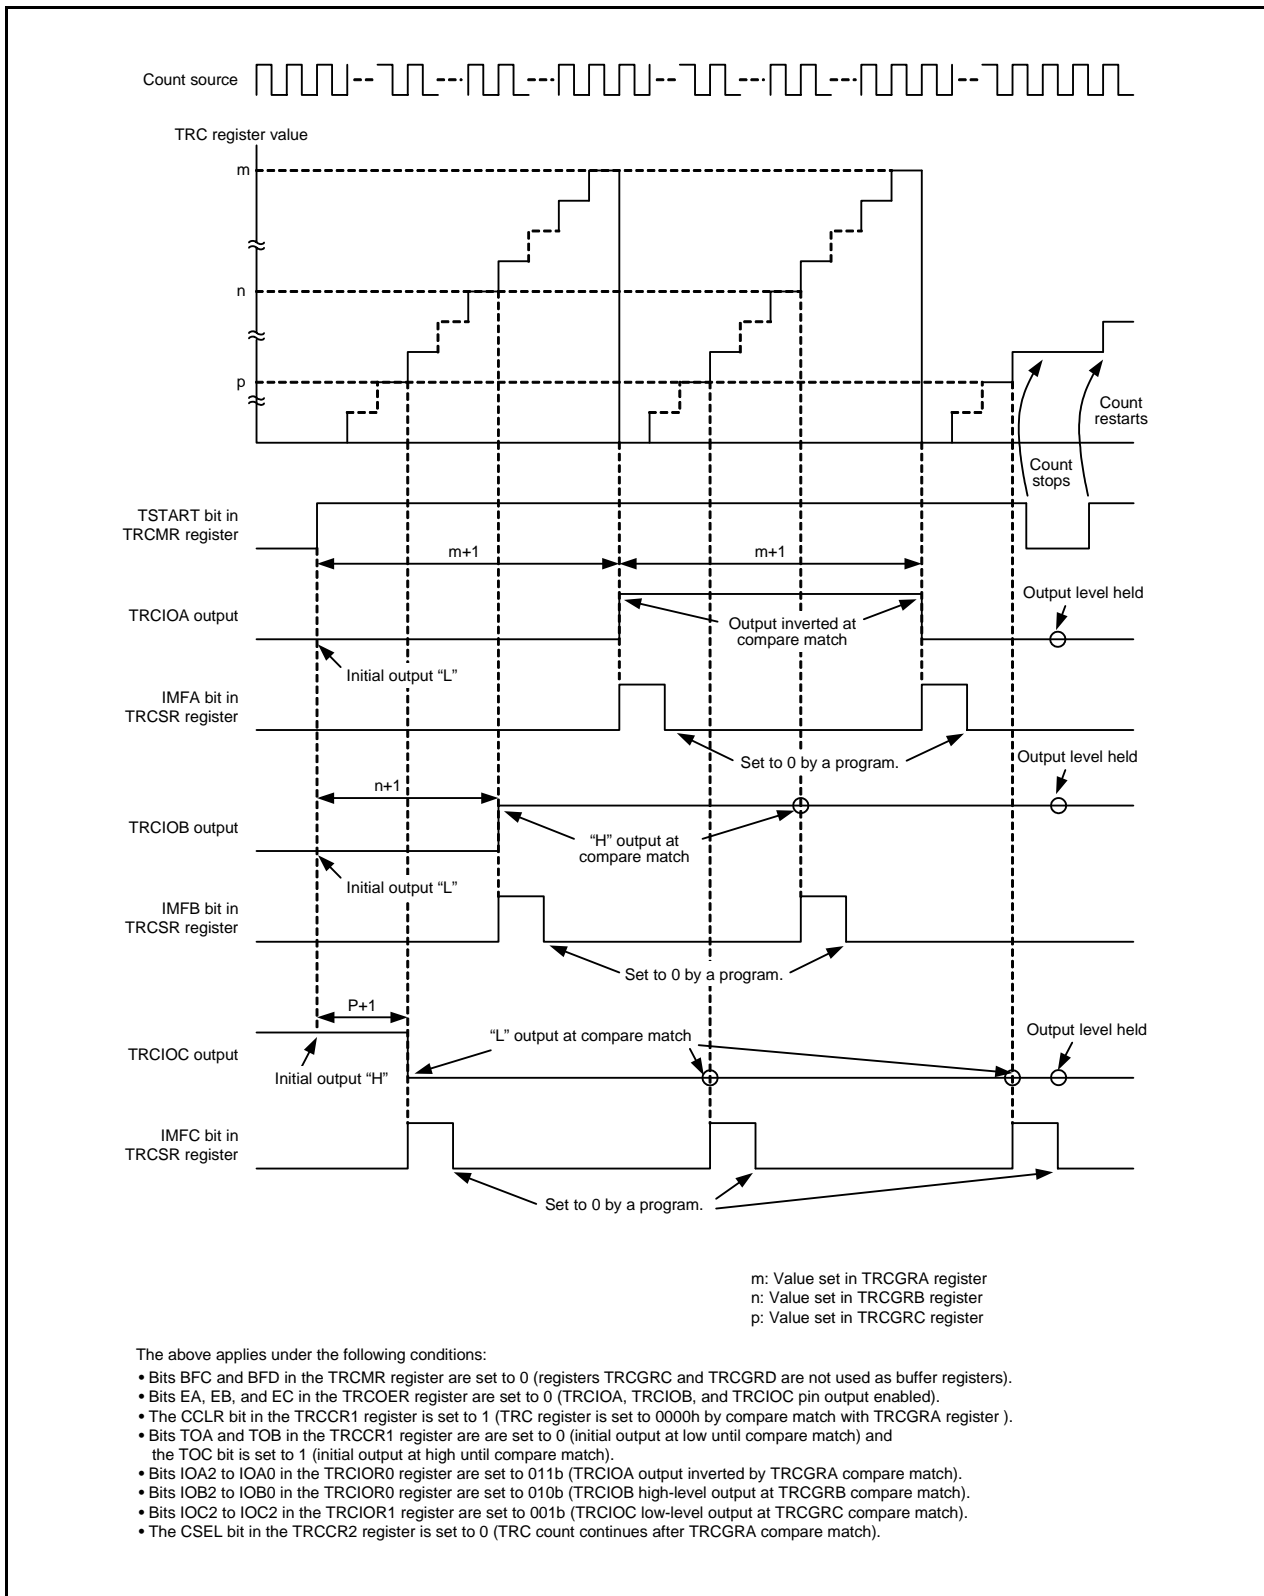 Count source
TRC register value
m
n
p
Count
restarts
Count
stops
TSTART bit in
TRCMR register
m+1
m+1
Output level held
TRCIOA output
Output inverted at
compare match
Initial output “L”
IMFA bit in
TRCSR register
Set to 0 by a program.
Output level held
n+1
TRCIOB output
“H” output at
compare match
Initial output “L”
IMFB bit in
TRCSR register
Set to 0 by a program.
P+1
“L” output at compare match
Output level held
TRCIOC output
Initial output “H”
IMFC bit in
TRCSR register
Set to 0 by a program.
m: Value set in TRCGRA register
n: Value set in TRCGRB register
p: Value set in TRCGRC register
The above applies under the following conditions:
• Bits BFC and BFD in the TRCMR register are set to 0 (registers TRCGRC and TRCGRD are not used as buffer registers).
• Bits EA, EB, and EC in the TRCOER register are set to 0 (TRCIOA, TRCIOB, and TRCIOC pin output enabled).
• The CCLR bit in the TRCCR1 register is set to 1 (TRC register is set to 0000h by compare match with TRCGRA register ).
• Bits TOA and TOB in the TRCCR1 register are are set to 0 (initial output at low until compare match) and
the TOC bit is set to 1 (initial output at high until compare match).
• Bits IOA2 to IOA0 in the TRCIOR0 register are set to 011b (TRCIOA output inverted by TRCGRA compare match).
• Bits IOB2 to IOB0 in the TRCIOR0 register are set to 010b (TRCIOB high-level output at TRCGRB compare match).
• Bits IOC2 to IOC2 in the TRCIOR1 register are set to 001b (TRCIOC low-level output at TRCGRC compare match).
• The CSEL bit in the TRCCR2 register is set to 0 (TRC count continues after TRCGRA compare match).